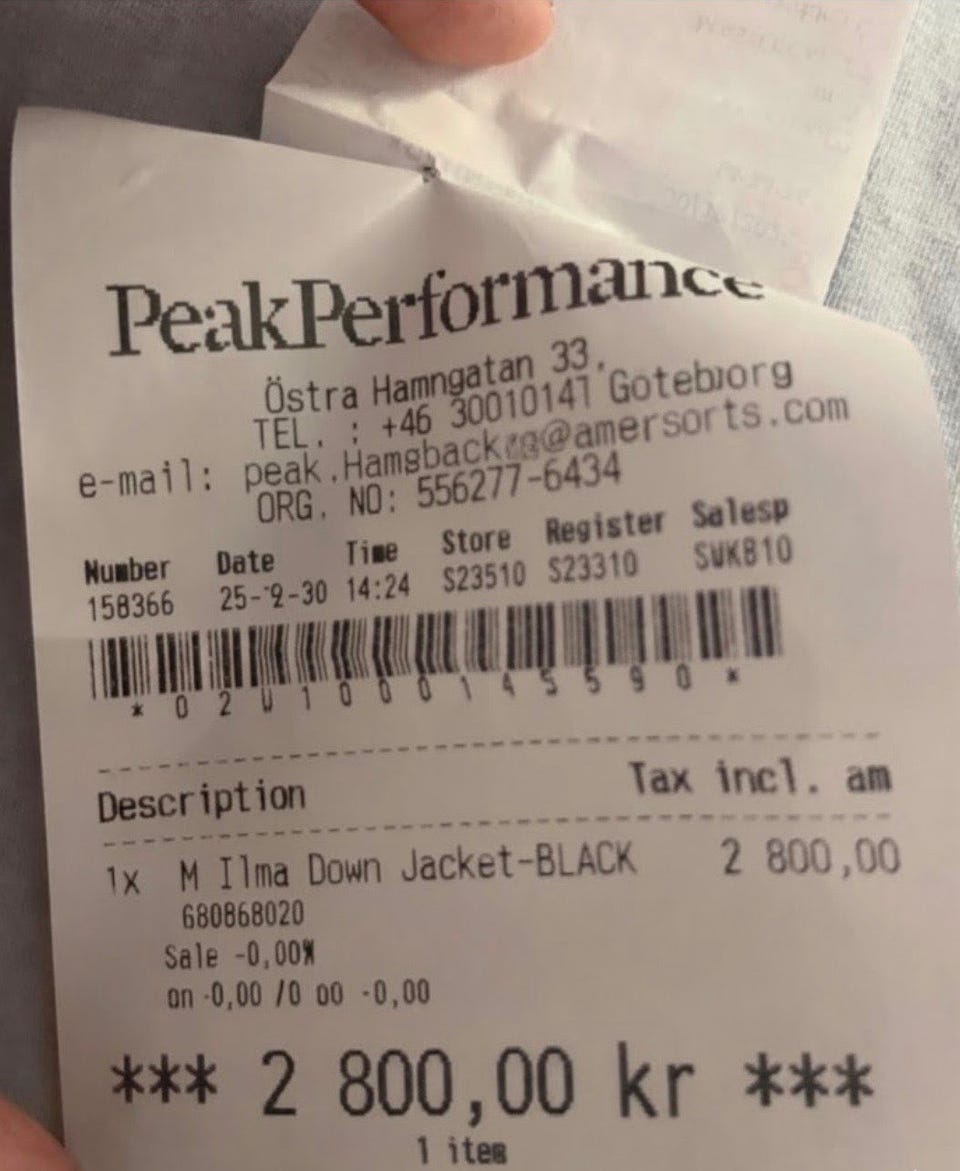 PeakPerformance
Östra Hamngatan 33,
TEL. : +46 30010141 Goteborg
e-mail: @amersorts.com
ORG. NO: 556277-6434
Number Date Time Store Register Salesp
158366 25-"9-30 14:24 S23510 S23310 SWK810
*02W1000145590*
Description Tax incl. am
1x M Ilma Down Jacket-BLACK 2 800,00
680868020
Sale -0,00%
on -0,00 /0 00 -0,00
*** 2 800,00 kr ***
1 item